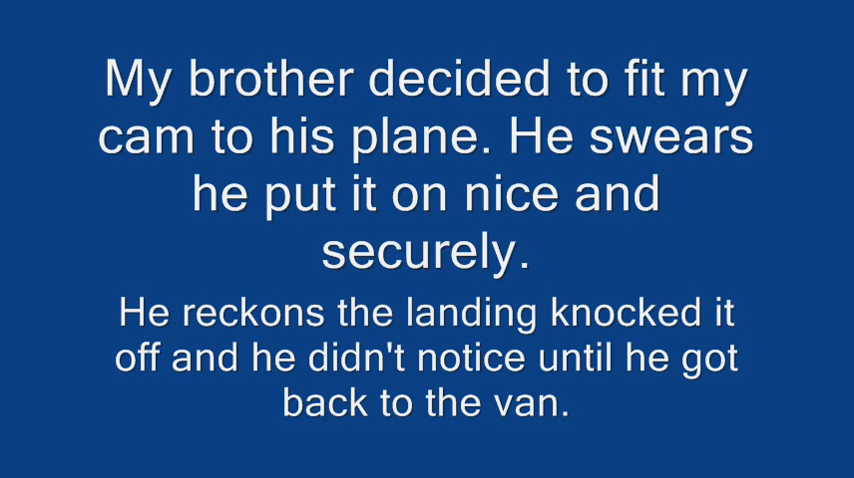 My brother decided to fit my
cam to his plane. He swears
he put it on nice and
securely.
He reckons the landing knocked it
off and he didn't notice until he got
back to the van.